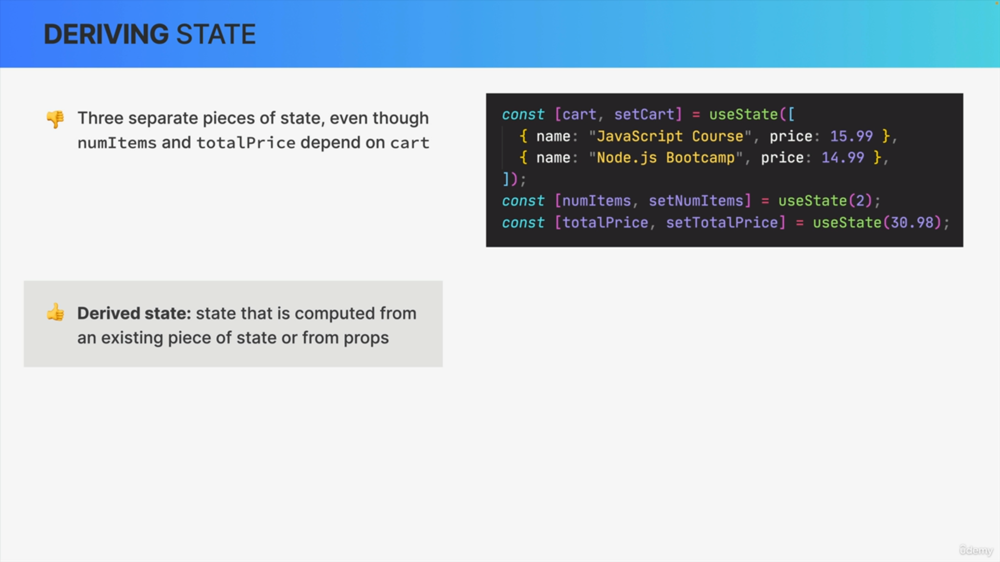 DERIVING STATE
👎 Three separate pieces of state, even though
numItems and totalPrice depend on cart
const [cart, setCart] = useState([
  { name: "JavaScript Course", price: 15.99 },
  { name: "Node.js Bootcamp", price: 14.99 },
]);
const [numItems, setNumItems] = useState(2);
const [totalPrice, setTotalPrice] = useState(30.98);
👍 Derived state: state that is computed from
an existing piece of state or from props
ûdemy